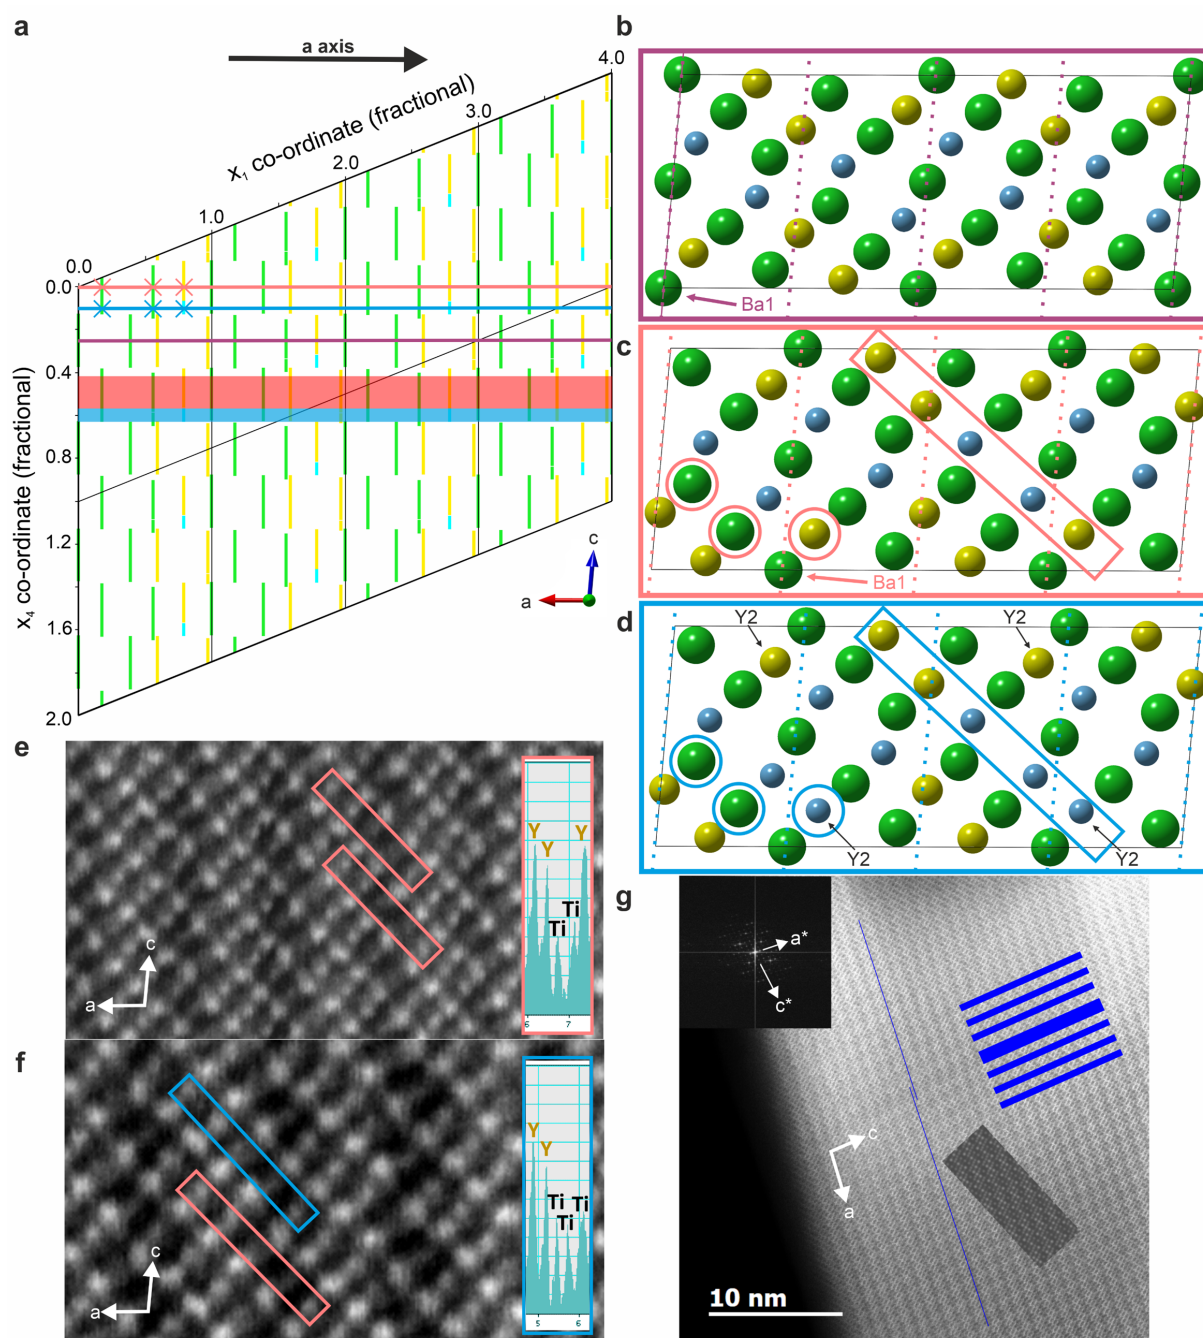 a
a axis
x1 co-ordinate (fractional)
0.0
1.0
2.0
3.0
4.0
x4 co-ordinate (fractional)
0.0
0.4
0.8
1.2
1.6
2.0
c
a
b
Ba1
c
Ba1
d
Y2
Y2
Y2
Y2
e
c
a
Y
Y
Y
Ti
Ti
6
7
f
c
a
Y
Y
Ti
Ti
Ti
5
6
g
a*
c*
c
a
10 nm